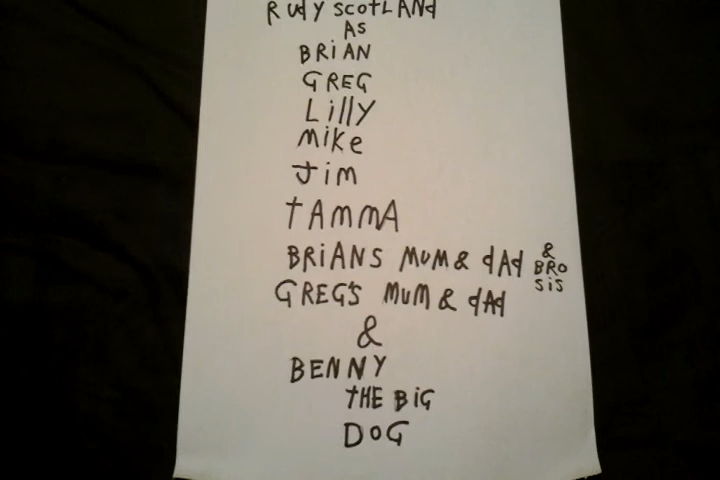 RUdY SCOtLANd
AS
BRiAN
GREG
LillY
MiKe
JiM
tAMMA
BRiANS MUM & dAd & BRO SiS
GREG'S MUM & dAd
&
BENNY
tHE BiG
DOG